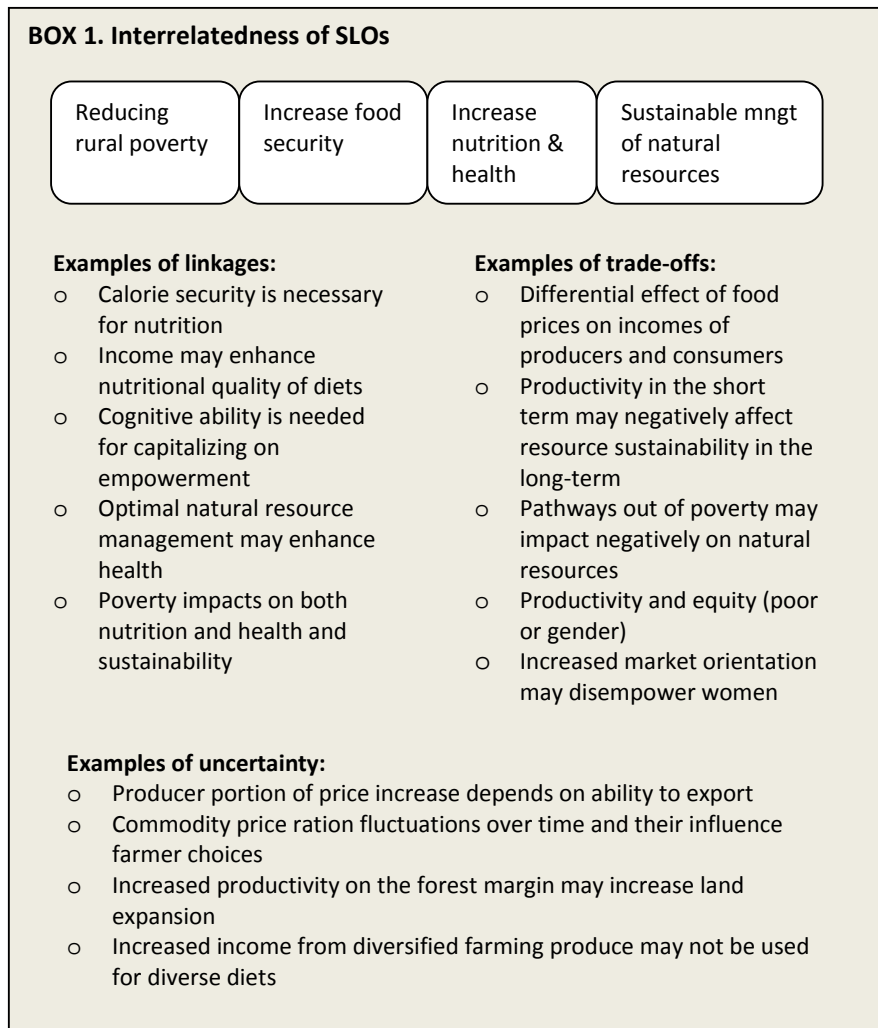 BOX 1. Interrelatedness of SLOs
Reducing
rural poverty
Increase food
security
Increase
nutrition &
health
Sustainable mngt
of natural
resources
Examples of linkages:
o Calorie security is necessary
for nutrition
o Income may enhance
nutritional quality of diets
o Cognitive ability is needed
for capitalizing on
empowerment
o Optimal natural resource
management may enhance
health
o Poverty impacts on both
nutrition and health and
sustainability
Examples of trade-offs:
o Differential effect of food
prices on incomes of
producers and consumers
o Productivity in the short
term may negatively affect
resource sustainability in the
long-term
o Pathways out of poverty may
impact negatively on natural
resources
o Productivity and equity (poor
or gender)
o Increased market orientation
may disempower women
Examples of uncertainty:
o Producer portion of price increase depends on ability to export
o Commodity price ration fluctuations over time and their influence
farmer choices
o Increased productivity on the forest margin may increase land
expansion
o Increased income from diversified farming produce may not be used
for diverse diets